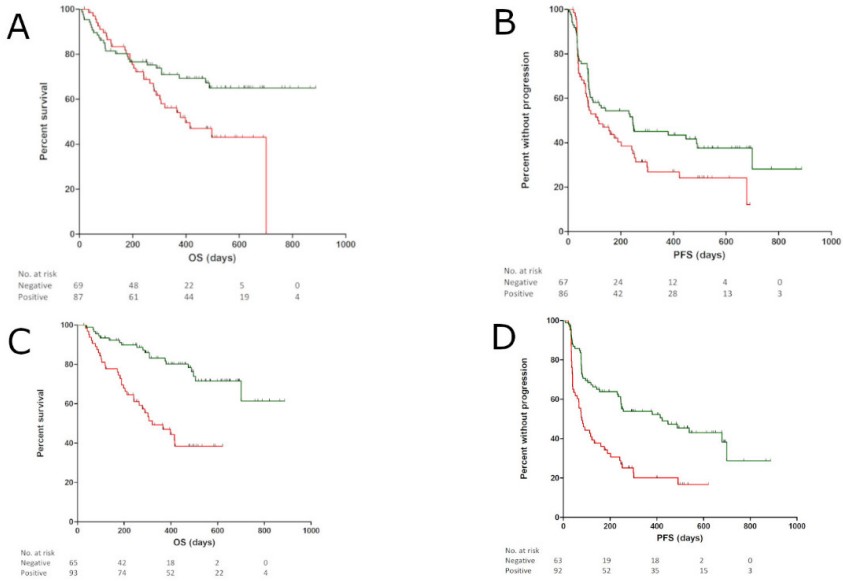 A
100
80
60
40
20
0
Percent survival
0 200 400 600 800 1000
OS (days)
No. at risk
Negative 69 48 22 5 0
Positive 87 61 44 19 4
B
100
80
60
40
20
0
Percent without progression
0 200 400 600 800 1000
PFS (days)
No. at risk
Negative 67 24 12 4 0
Positive 86 42 28 13 3
C
100
80
60
40
20
0
Percent survival
0 200 400 600 800 1000
OS (days)
No. at risk
Negative 65 42 18 2 0
Positive 93 74 52 22 4
D
100
80
60
40
20
0
Percent without progression
0 200 400 600 800 1000
PFS (days)
No. at risk
Negative 63 19 18 2 0
Positive 92 52 35 15 3